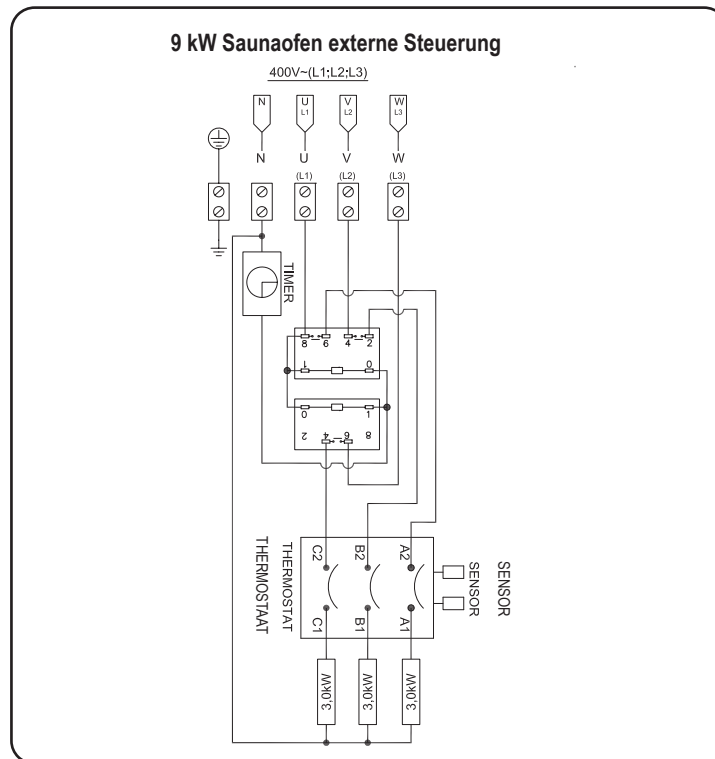 9 kW Saunaofen externe Steuerung
400V~(L1;L2;L3)
N U L1 V L2 W L3
N U V W
(L1) (L2) (L3)
TIMER
8 6 4 2
1 0
0 1
2 4 6 8
C2 B2 A2
SENSOR
SENSOR
THERMOSTAT
THERMOSTAAT
C1 B1 A1
3,0kW 3,0kW 3,0kW